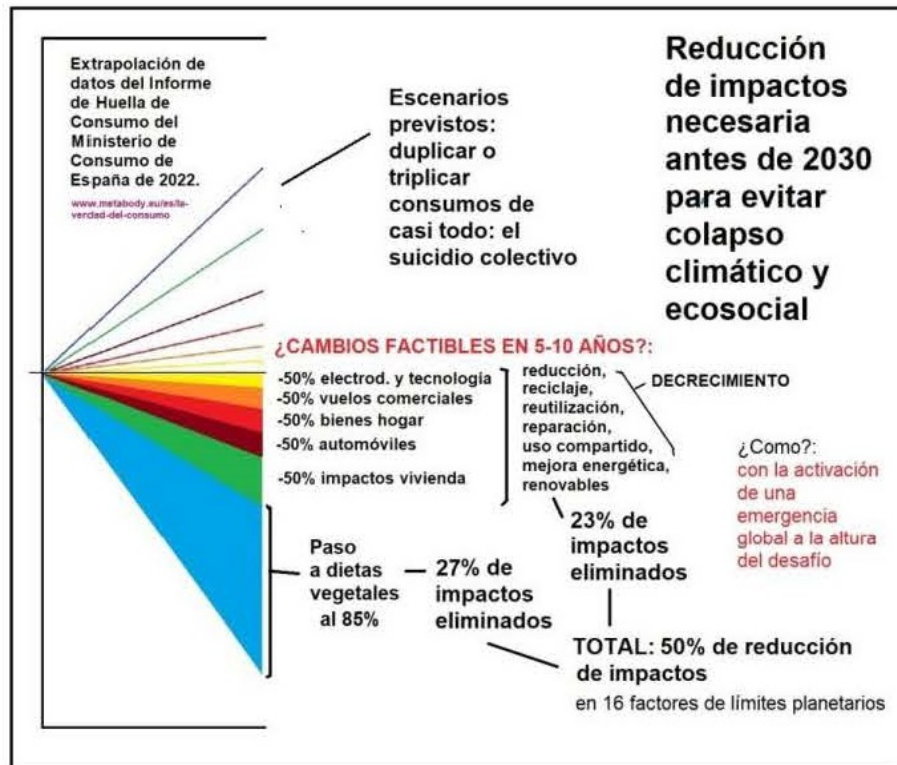 Extrapolación de
datos del Informe
de Huella de
Consumo del
Ministerio de
Consumo de
España de 2022.
www.metabody.eu/es/la-
verdad-del-consumo
Escenarios
previstos:
duplicar o
triplicar
consumos de
casi todo: el
suicidio colectivo
Reducción
de impactos
necesaria
antes de 2030
para evitar
colapso
climático y
ecosocial
¿CAMBIOS FACTIBLES EN 5-10 AÑOS?:
-50% electrod. y tecnología
-50% vuelos comerciales
-50% bienes hogar
-50% automóviles
-50% impactos vivienda
reducción,
reciclaje,
reutilización,
reparación,
uso compartido,
mejora energética,
renovables
DECRECIMIENTO
¿Como?:
con la activación
de una
emergencia
global a la altura
del desafío
23% de
impactos
eliminados
Paso
a dietas
vegetales
al 85%
27% de
impactos
eliminados
TOTAL: 50% de reducción
de impactos
en 16 factores de límites planetarios